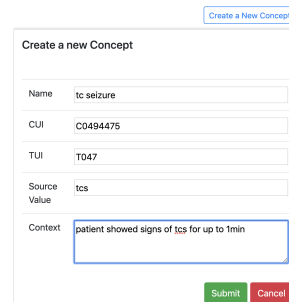 Create a New Concept
Create a new Concept
Name
tc seizure
CUI
C0494475
TUI
T047
Source
Value
tcs
Context
patient showed signs of tcs for up to 1min
Submit
Cancel